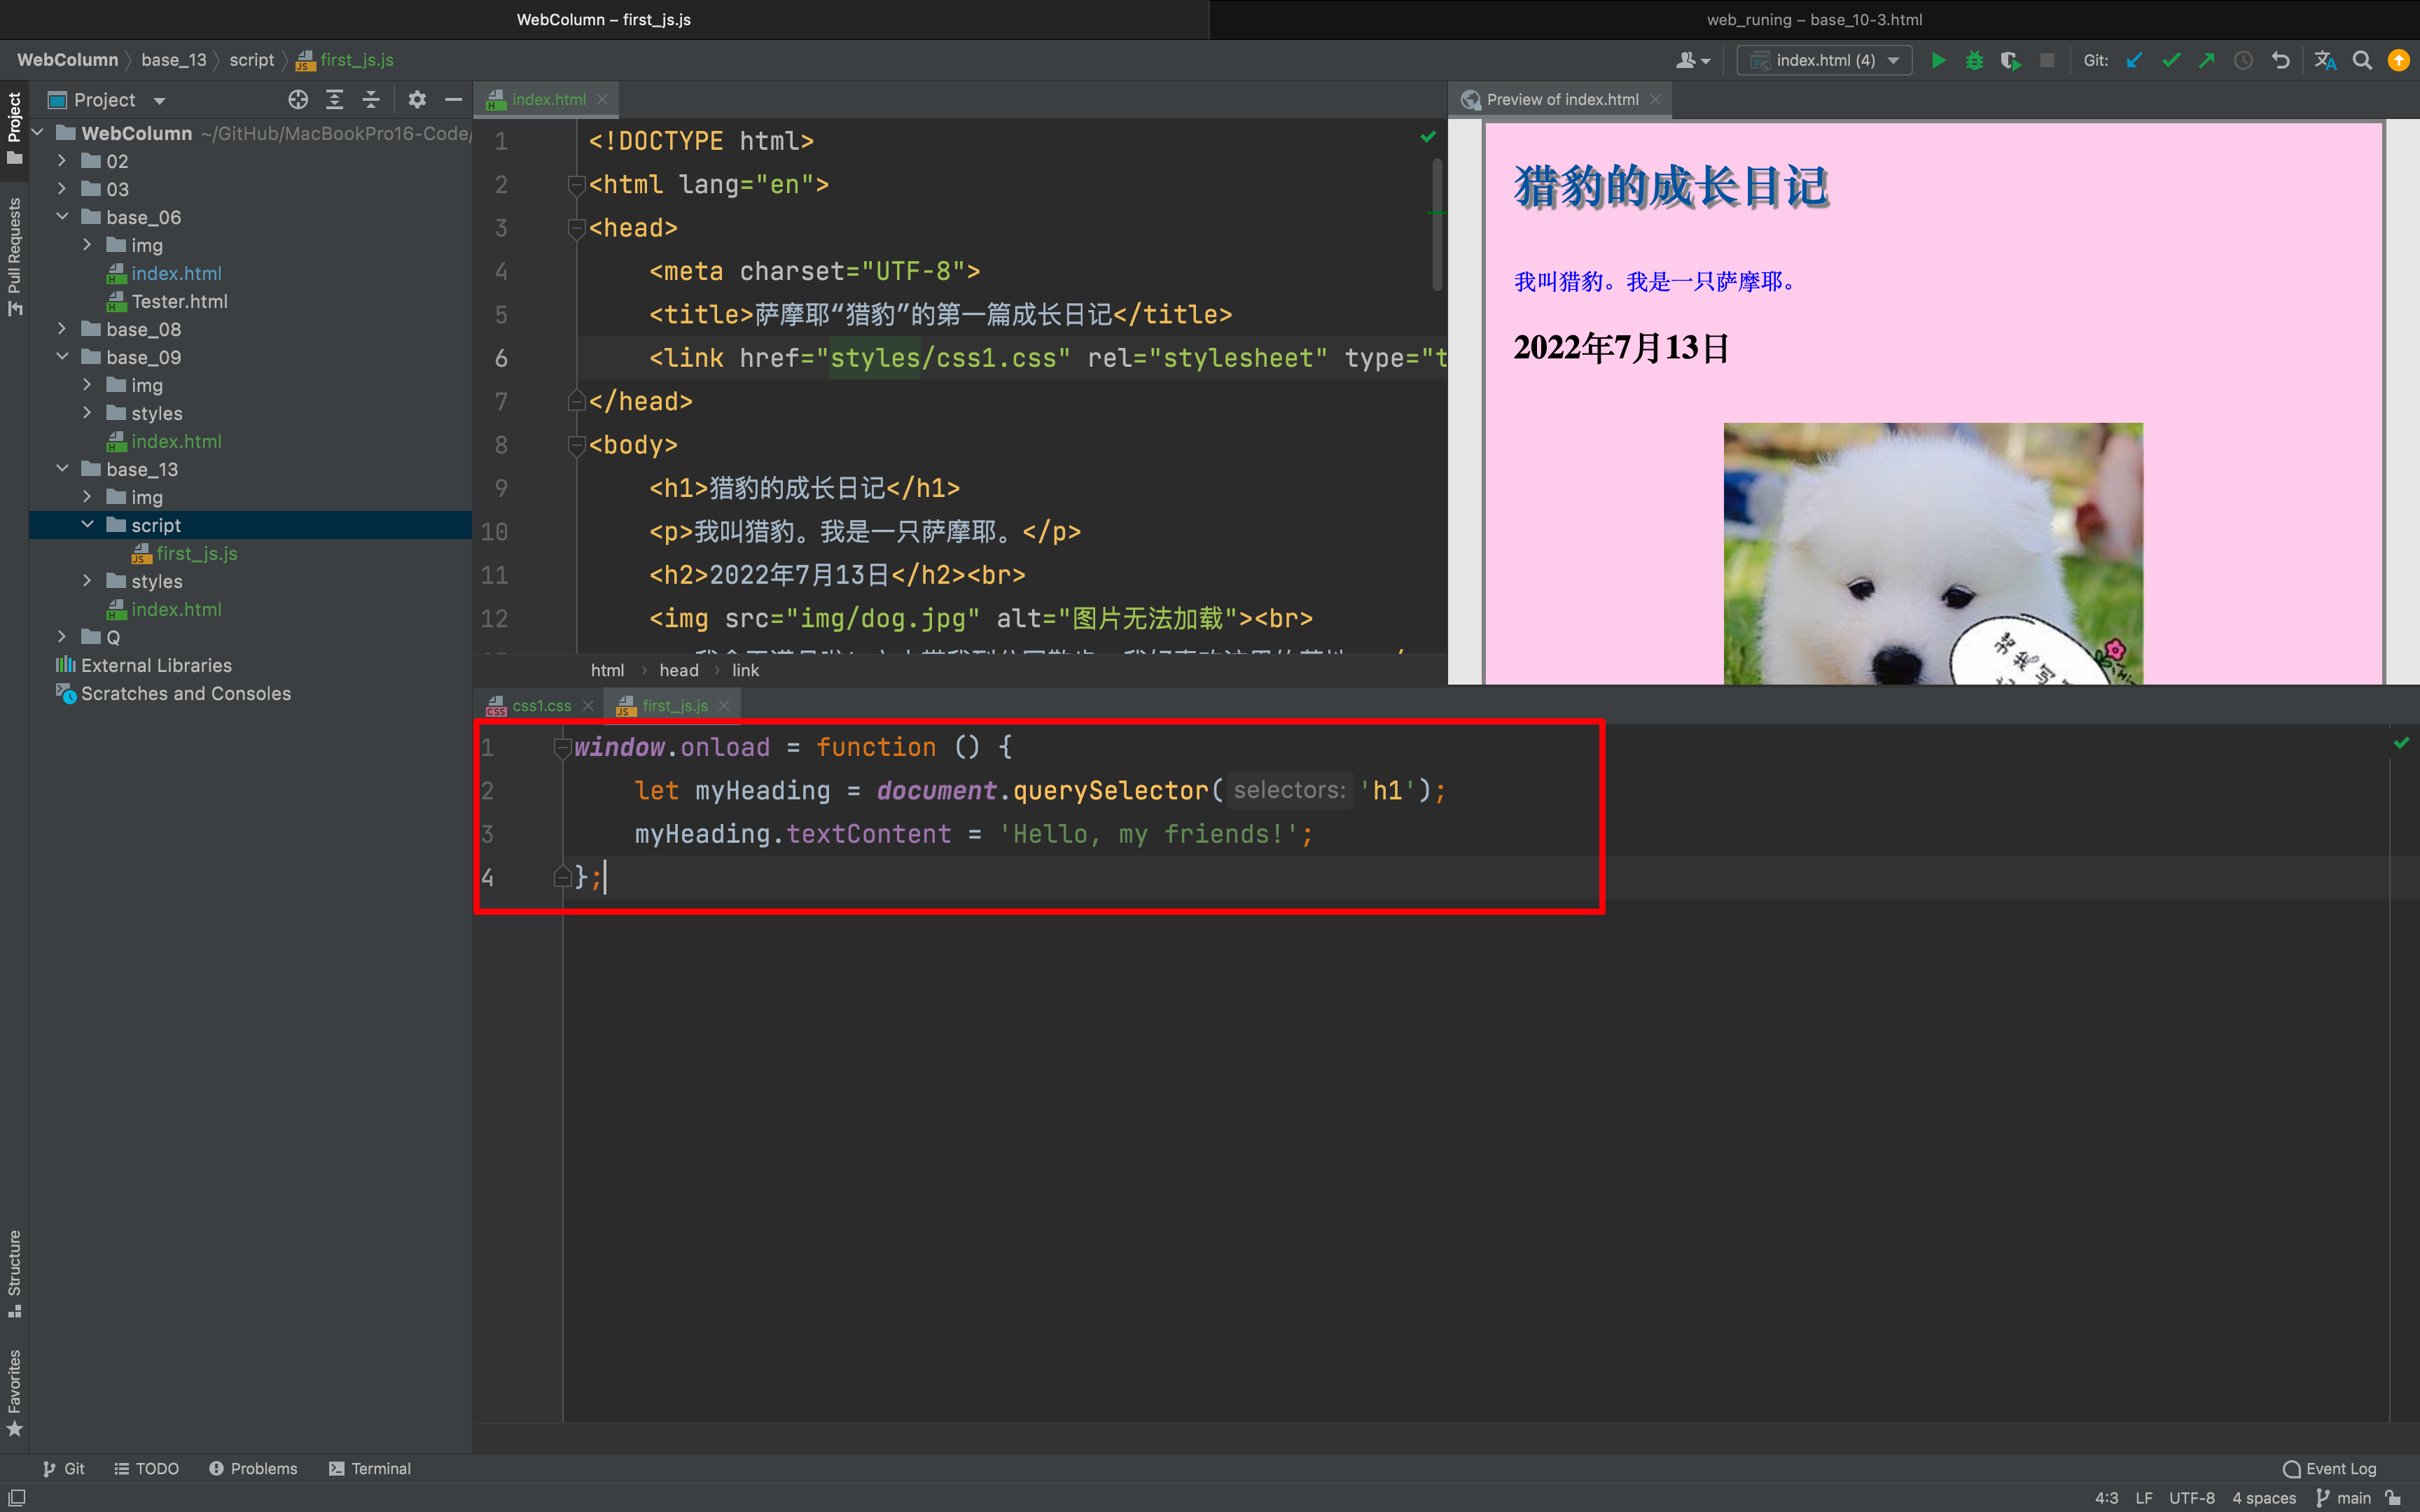 WebColumn – first_js.js
web_runing – base_10-3.html
WebColumn base_13 script first_js.js
index.html (4)
Git:
Project
Pull Requests
Structure
Favorites
Project
WebColumn ~/GitHub/MacBookPro16-Code/
02
03
base_06
img
index.html
Tester.html
base_08
base_09
img
styles
index.html
base_13
img
script
first_js.js
styles
index.html
Q
External Libraries
Scratches and Consoles
index.html
1 <!DOCTYPE html>
2 <html lang="en">
3 <head>
4 <meta charset="UTF-8">
5 <title>萨摩耶“猎豹”的第一篇成长日记</title>
6 <link href="styles/css1.css" rel="stylesheet" type="t
7 </head>
8 <body>
9 <h1>猎豹的成长日记</h1>
10 <p>我叫猎豹。我是一只萨摩耶。</p>
11 <h2>2022年7月13日</h2><br>
12 <img src="img/dog.jpg" alt="图片无法加载"><br>
html › head › link
Preview of index.html
猎豹的成长日记
我叫猎豹。我是一只萨摩耶。
2022年7月13日
css1.css
first_js.js
1 window.onload = function () {
2 let myHeading = document.querySelector( selectors: 'h1');
3 myHeading.textContent = 'Hello, my friends!';
4 };
Git
TODO
Problems
Terminal
Event Log
4:3 LF UTF-8 4 spaces main